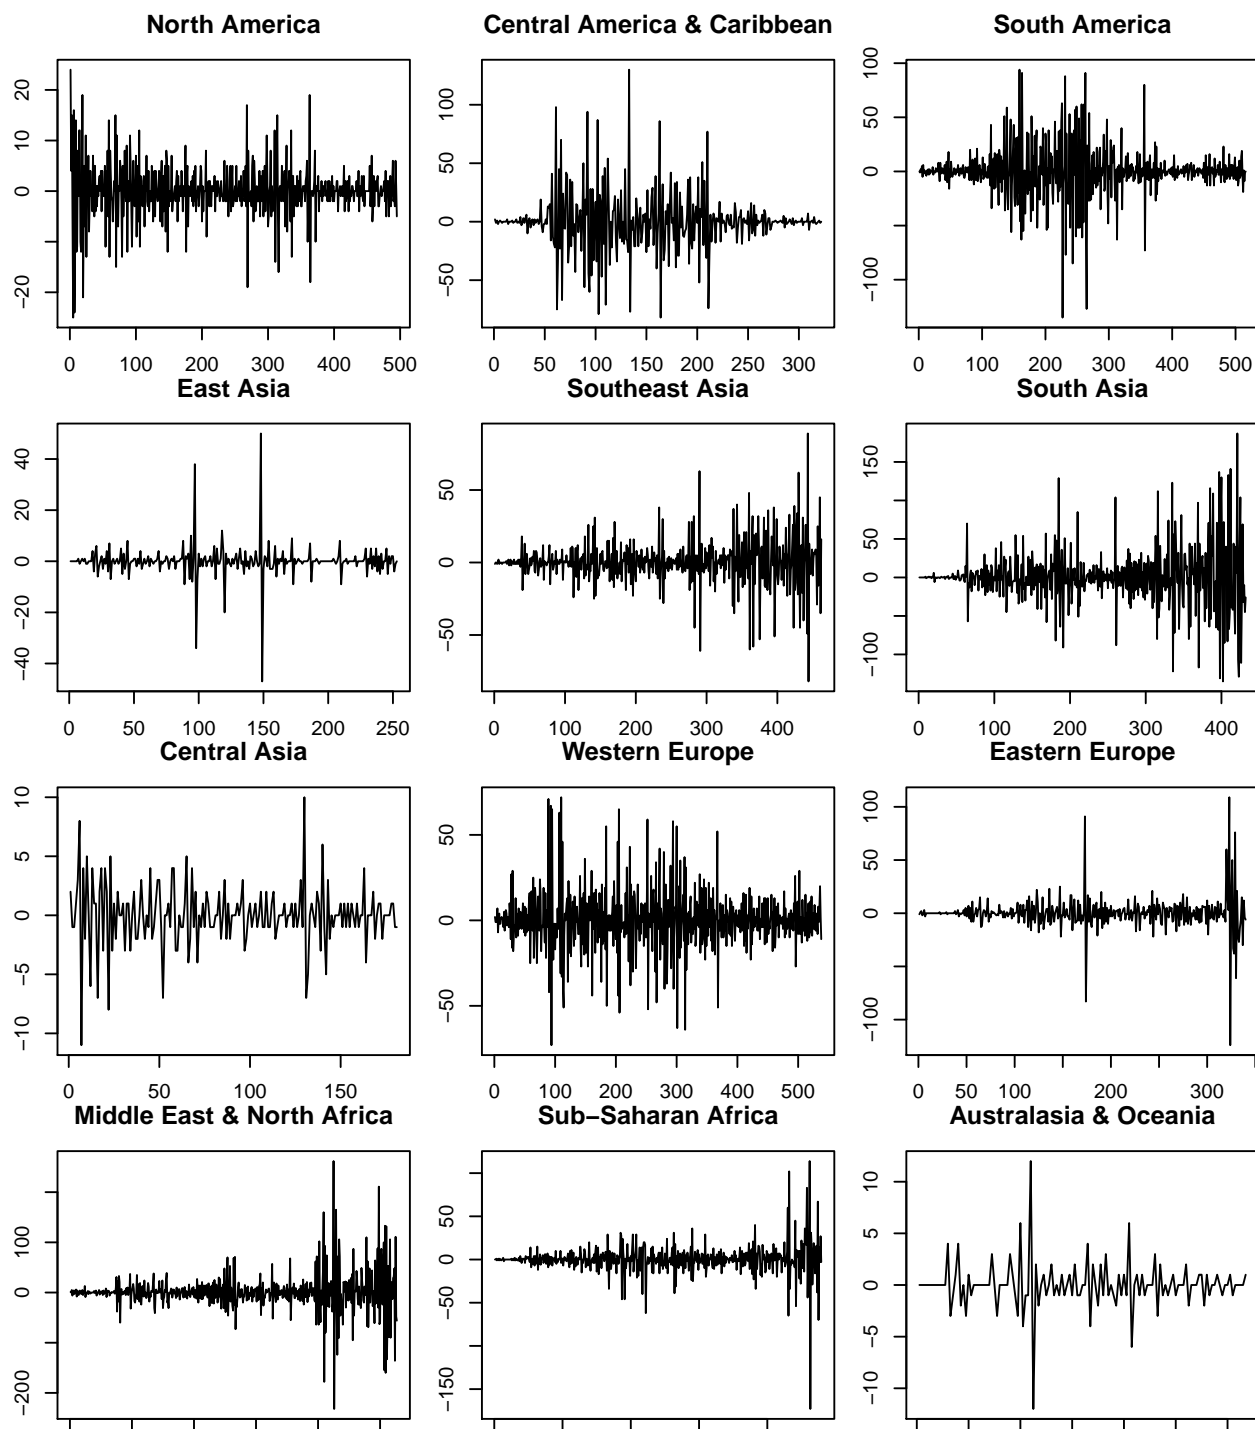 North America
Central America & Caribbean
South America
20
10
0
−20
0 100 200 300 400 500
100
50
0
−50
0 50 100 150 200 250 300
100
50
0
−100
0 100 200 300 400 500
East Asia
Southeast Asia
South Asia
40
20
0
−20
−40
0 50 100 150 200 250
50
0
−50
0 100 200 300 400
150
50
0
−100
0 100 200 300 400
Central Asia
Western Europe
Eastern Europe
10
5
0
−5
−10
0 50 100 150
50
0
−50
0 100 200 300 400 500
100
50
0
−100
0 50 100 200 300
Middle East & North Africa
Sub−Saharan Africa
Australasia & Oceania
100
0
−200
50
0
−50
−150
10
5
0
−5
−10